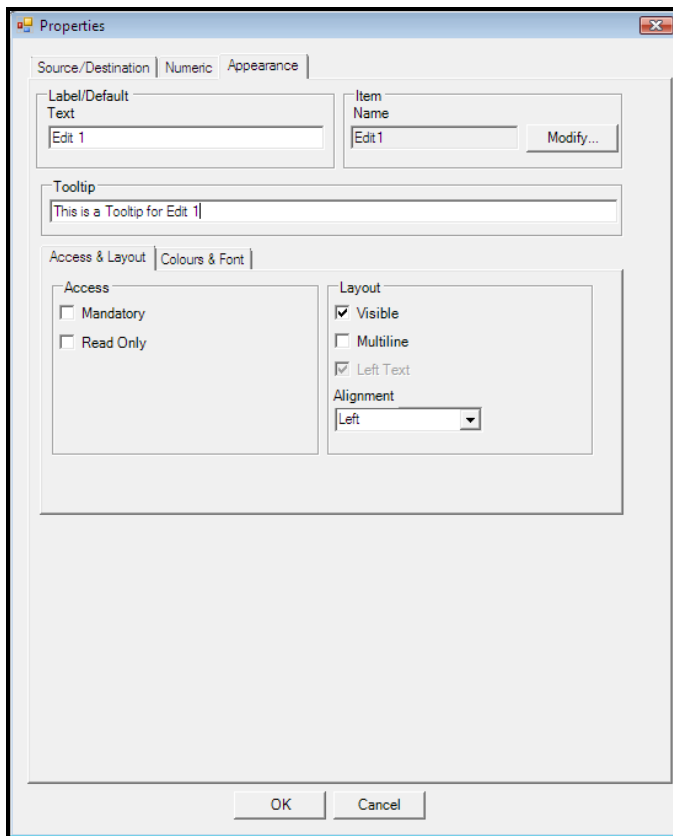 Properties
Source/Destination Numeric Appearance
Label/Default Item
Text Name
Edit 1 Edit1 Modify...
Tooltip
This is a Tooltip for Edit 1
Access & Layout Colours & Font
Access Layout
Mandatory Visible
Read Only Multiline
Left Text
Alignment
Left
OK Cancel